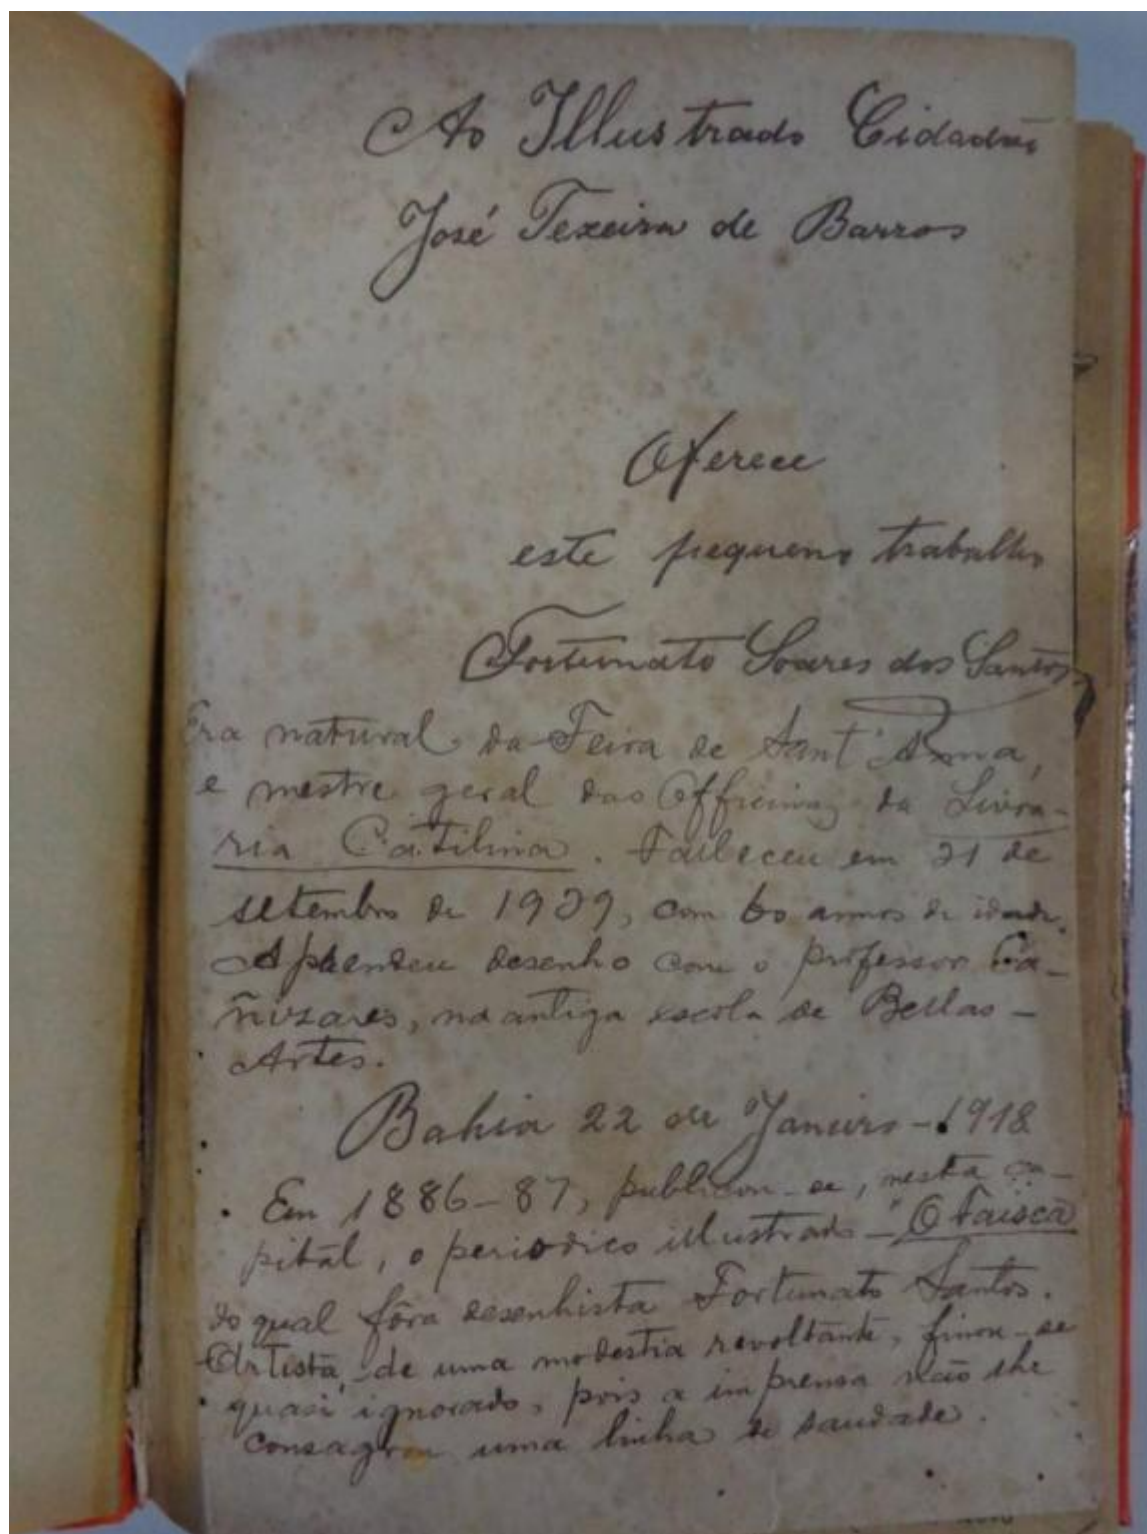 Ao Illustrado Cidadão
José Texeira de Barros
Oferece
este pequeno trabalho
Fortunato Soares dos Santos
Era natural da Feira de Sant'Anna,
e mestre geral das Officinas da Livra-
ria Catilina. Falleceu em 21 de
setembro de 1929, com 60 annos de idade.
Aprendeu desenho com o professor Ca-
ñizares, na antiga escola de Bellas-
Artes.
Bahia 22 de Janeiro - 1918
Em 1886-87, publicou-se, nesta ca-
pital, o periodico illustrado - "O Faisca
do qual fôra desenhista Fortunato Santos.
Artista, de uma modestia revoltante, finou-se
quasi ignorado, pois a imprensa não lhe
consagrou uma linha de saudade.